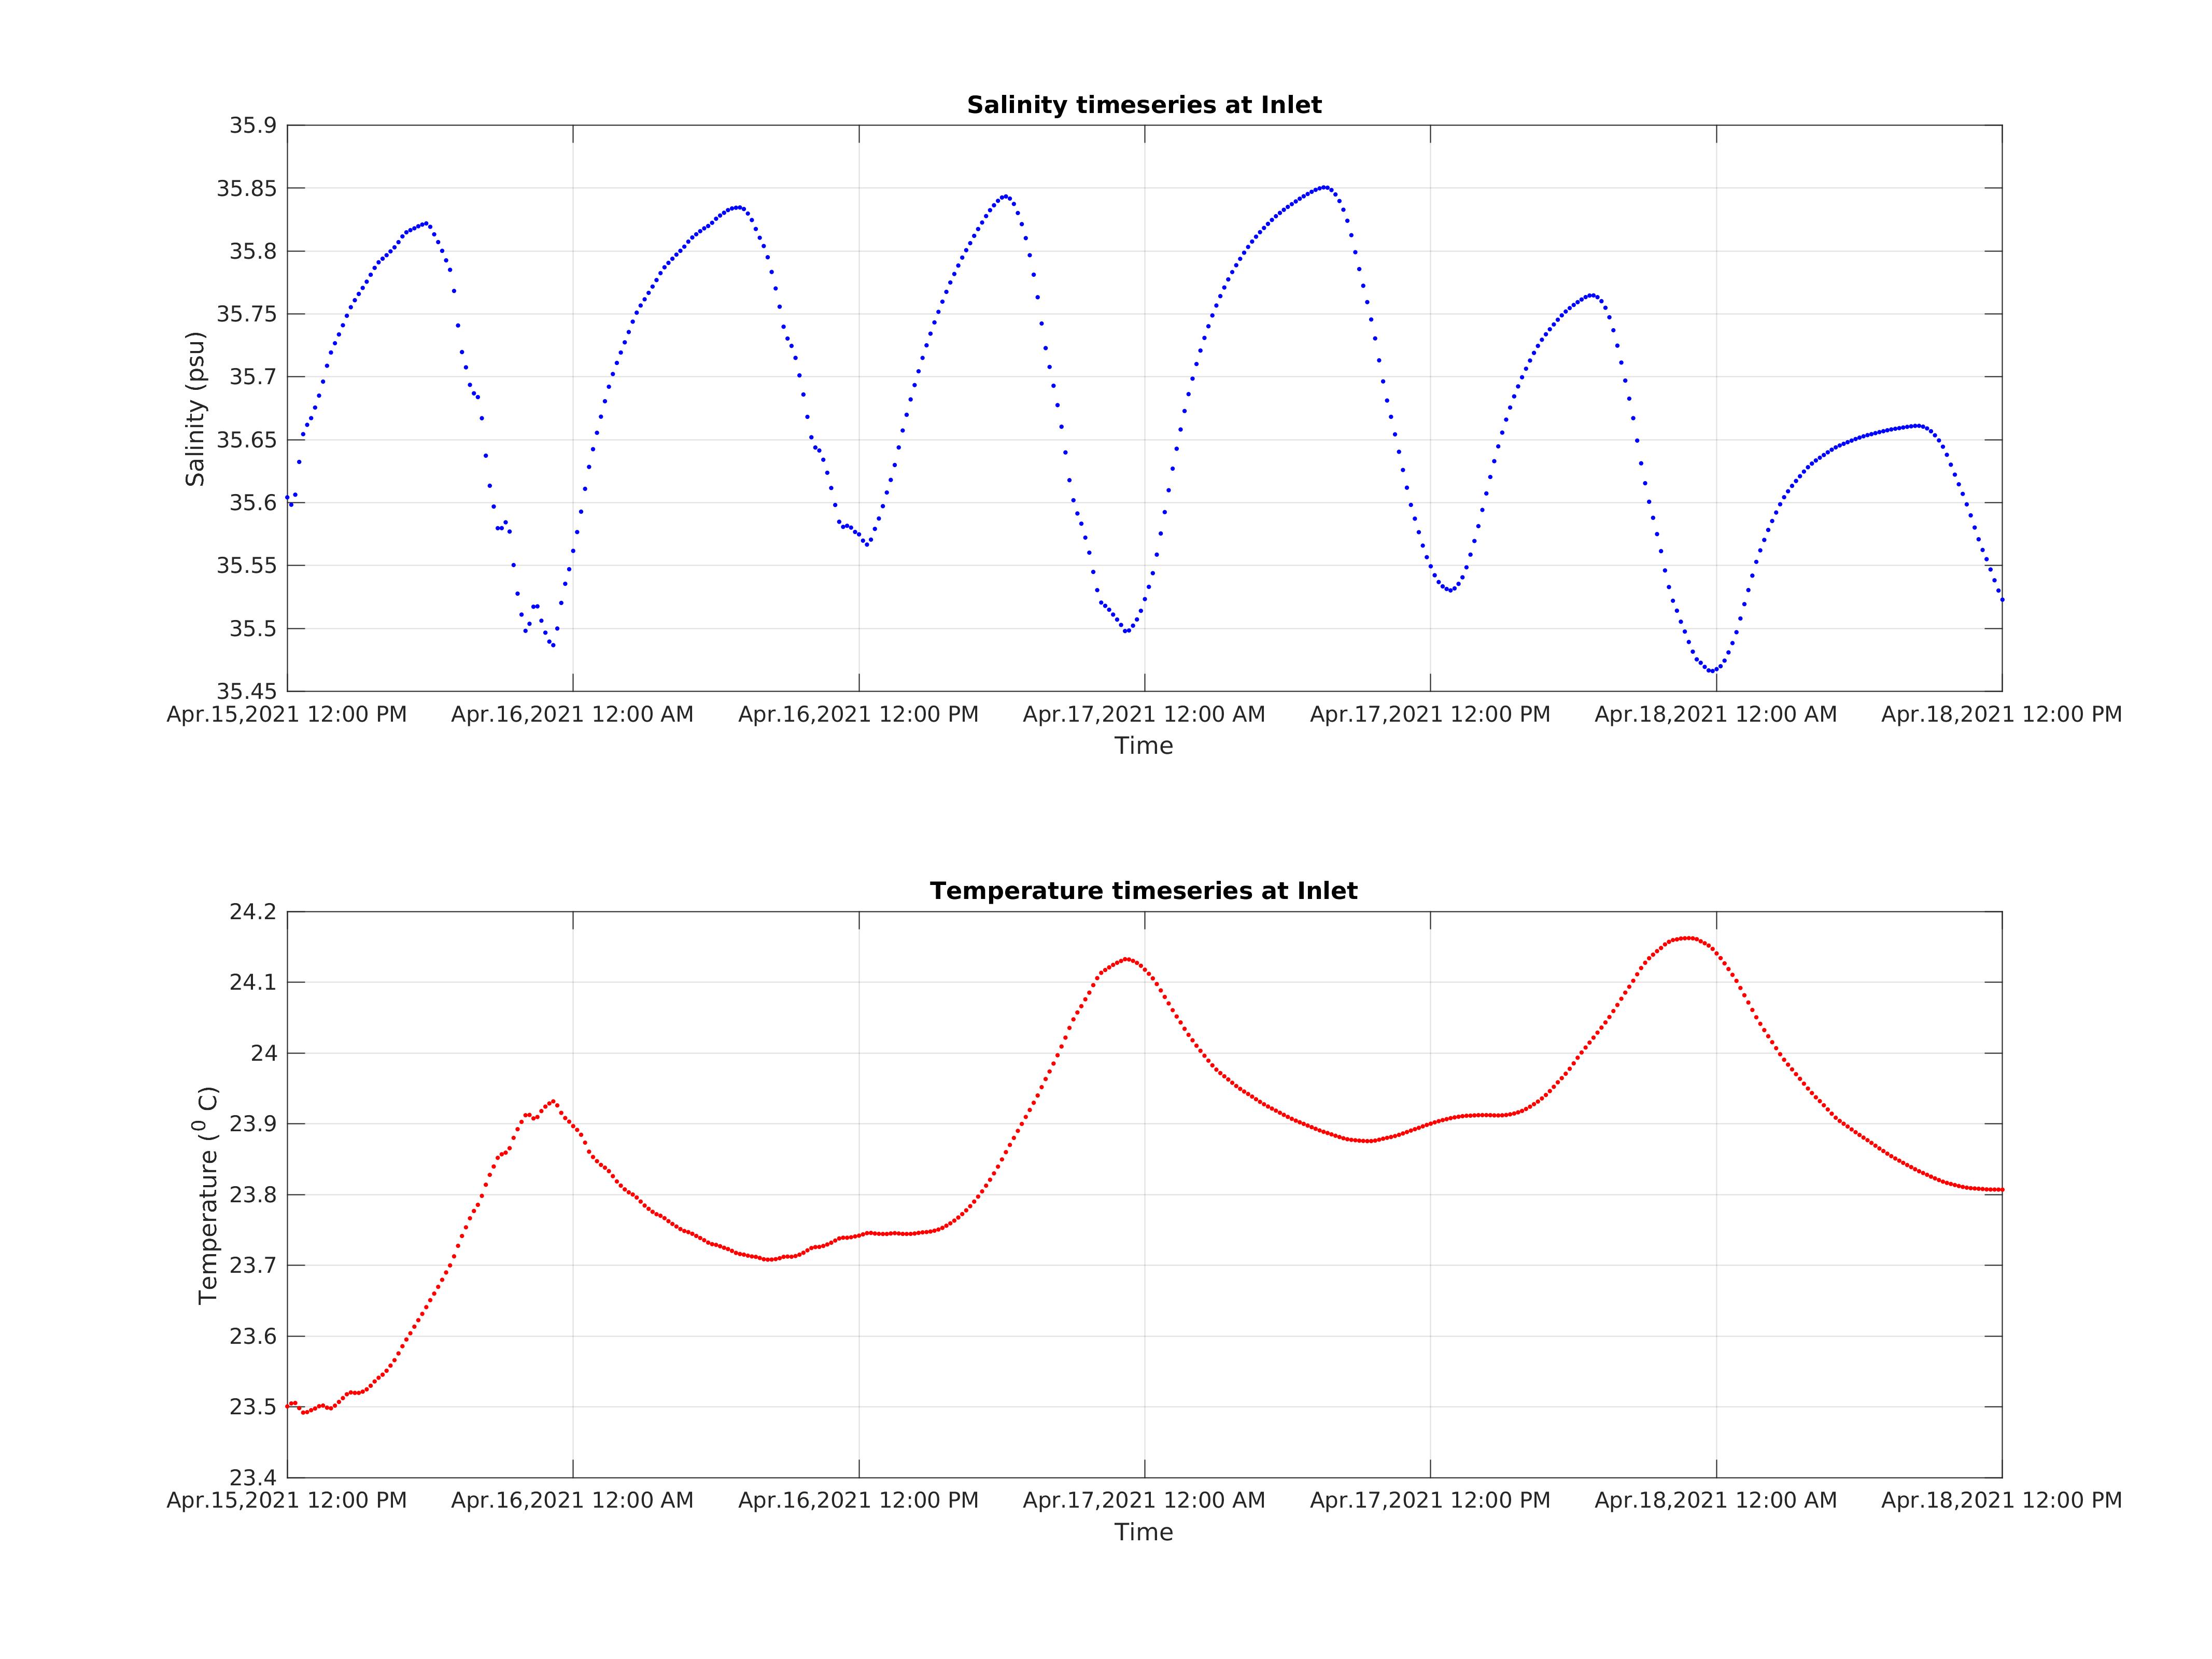 Salinity timeseries at Inlet
35.9
35.85
35.8
35.75
35.7
35.65
35.6
35.55
35.5
35.45
Salinity (psu)
Apr.15,2021 12:00 PM Apr.16,2021 12:00 AM Apr.16,2021 12:00 PM Apr.17,2021 12:00 AM Apr.17,2021 12:00 PM Apr.18,2021 12:00 AM Apr.18,2021 12:00 PM
Time
Temperature timeseries at Inlet
24.2
24.1
24
23.9
23.8
23.7
23.6
23.5
23.4
Temperature (⁰ C)
Apr.15,2021 12:00 PM Apr.16,2021 12:00 AM Apr.16,2021 12:00 PM Apr.17,2021 12:00 AM Apr.17,2021 12:00 PM Apr.18,2021 12:00 AM Apr.18,2021 12:00 PM
Time